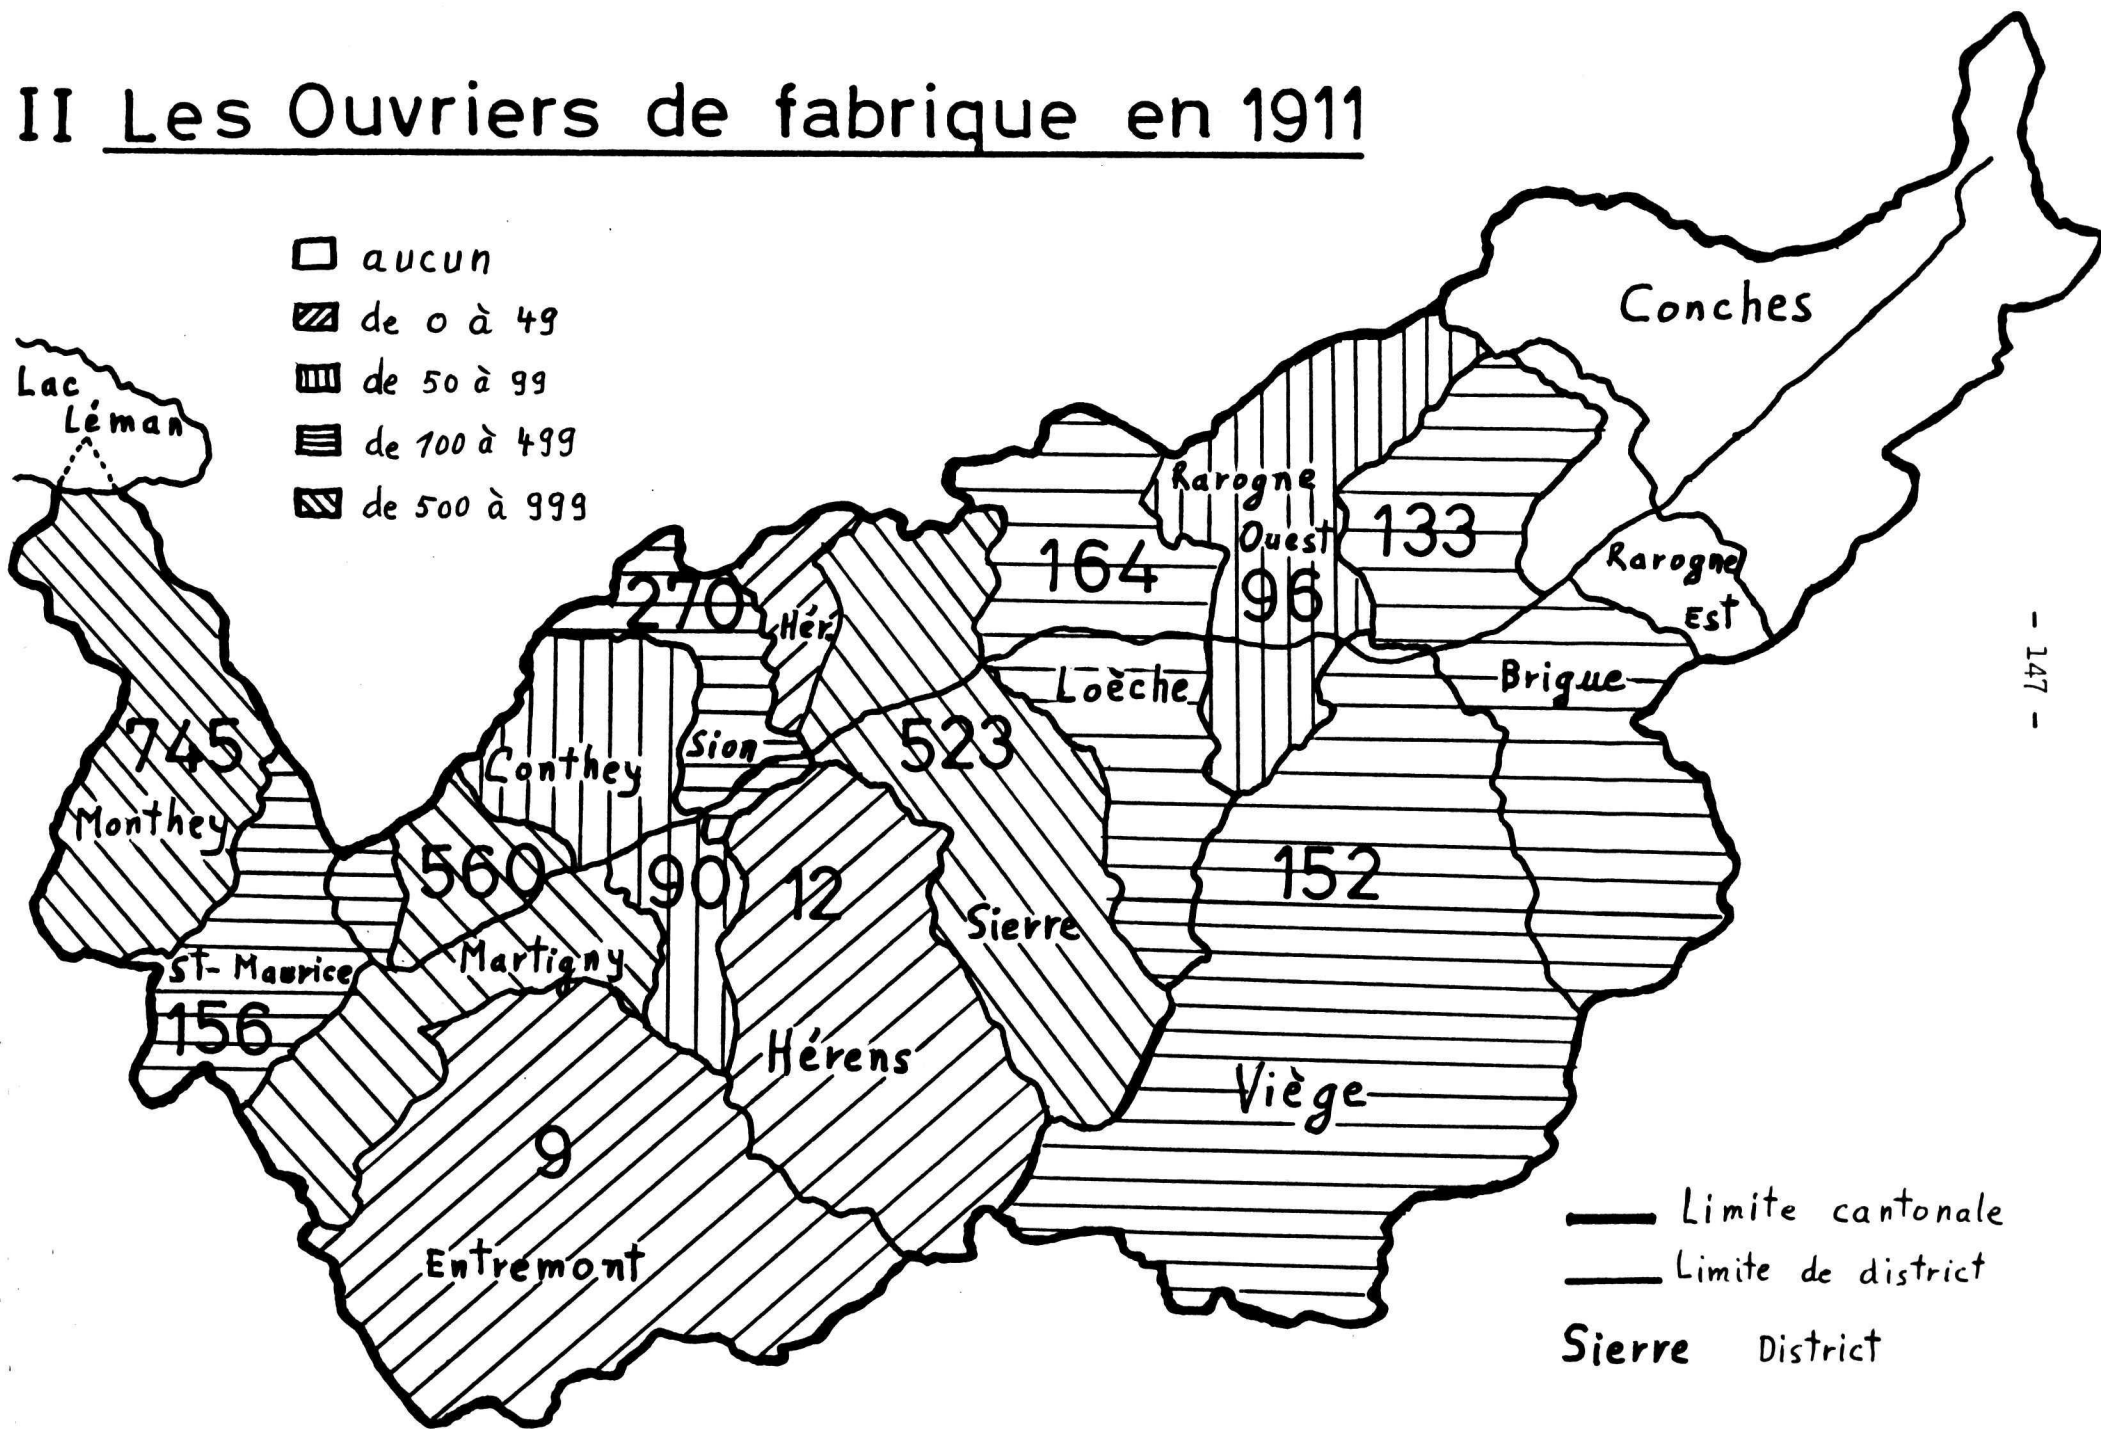 II Les Ouvriers de fabrique en 1911
aucun
de 0 à 49
de 50 à 99
de 100 à 499
de 500 à 999
Lac
Léman
Conches
Rarogne
Ouest
96
133
164
Rarogne
Est
270
Hér.
Loèche
Brigue
Sion
523
Conthey
745
Monthey
560
90
12
152
Sierre
Martigny
St-Maurice
156
Hérens
Viège
9
Entremont
- 147 -
Limite cantonale
Limite de district
Sierre District